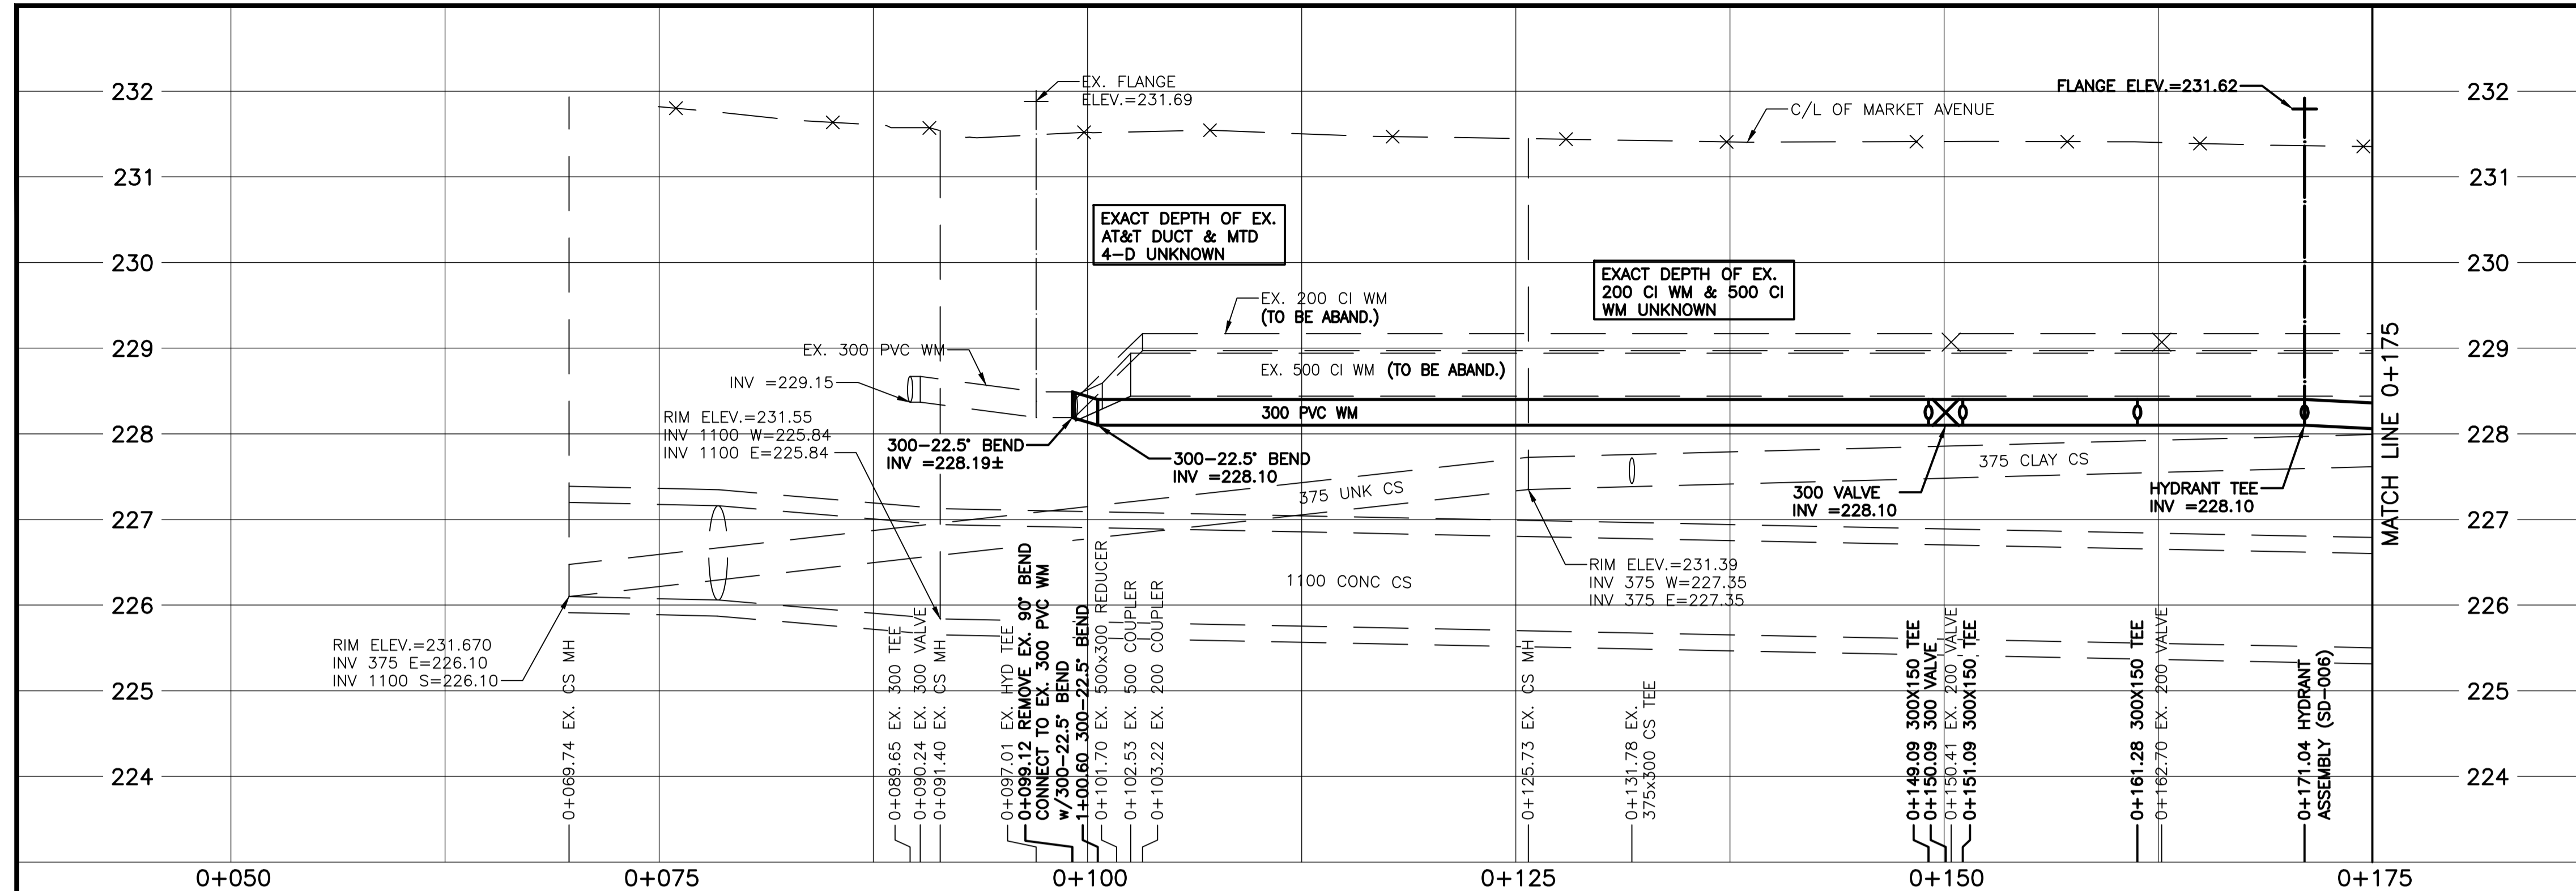 EX. FLANGE
ELEV.=231.69
FLANGE ELEV.=231.62
C/L OF MARKET AVENUE
232
232
231
231
230
230
229
229
228
228
227
227
226
226
225
225
224
224
EXACT DEPTH OF EX.
AT&T DUCT & MTD
4-D UNKNOWN
EXACT DEPTH OF EX.
200 CI WM & 500 CI
WM UNKNOWN
EX. 200 CI WM
(TO BE ABAND.)
EX. 300 PVC WM
INV =229.15
EX. 500 CI WM (TO BE ABAND.)
RIM ELEV.=231.55
INV 1100 W=225.84
INV 1100 E=225.84
300 PVC WM
300-22.5° BEND
INV =228.19±
300-22.5° BEND
INV =228.10
375 CLAY CS
375 UNK CS
300 VALVE
INV =228.10
HYDRANT TEE
INV =228.10
MATCH LINE 0+175
1100 CONC CS
RIM ELEV.=231.39
INV 375 W=227.35
INV 375 E=227.35
RIM ELEV.=231.670
INV 375 E=226.10
INV 1100 S=226.10
0+069.74 EX. CS MH
0+089.65 EX. 300 TEE
0+090.24 EX. 300 VALVE
0+091.40 EX. CS MH
0+097.01 EX. HYD TEE
0+099.12 REMOVE EX. 90° BEND
CONNECT TO EX. 300 PVC WM
w/300-22.5° BEND
1+00.60 300-22.5° BEND
0+101.70 EX. 500x300 REDUCER
0+102.53 EX. 500 COUPLER
0+103.22 EX. 200 COUPLER
0+125.73 EX. CS MH
0+131.78 EX.
375x300 CS TEE
0+149.09 300X150 TEE
0+150.09 300 VALVE
0+150.41 EX. 200 VALVE
0+151.09 300X150 TEE
0+161.28 300X150 TEE
0+162.70 EX. 200 VALVE
0+171.04 HYDRANT
ASSEMBLY (SD-006)
0+050
0+075
0+100
0+125
0+150
0+175